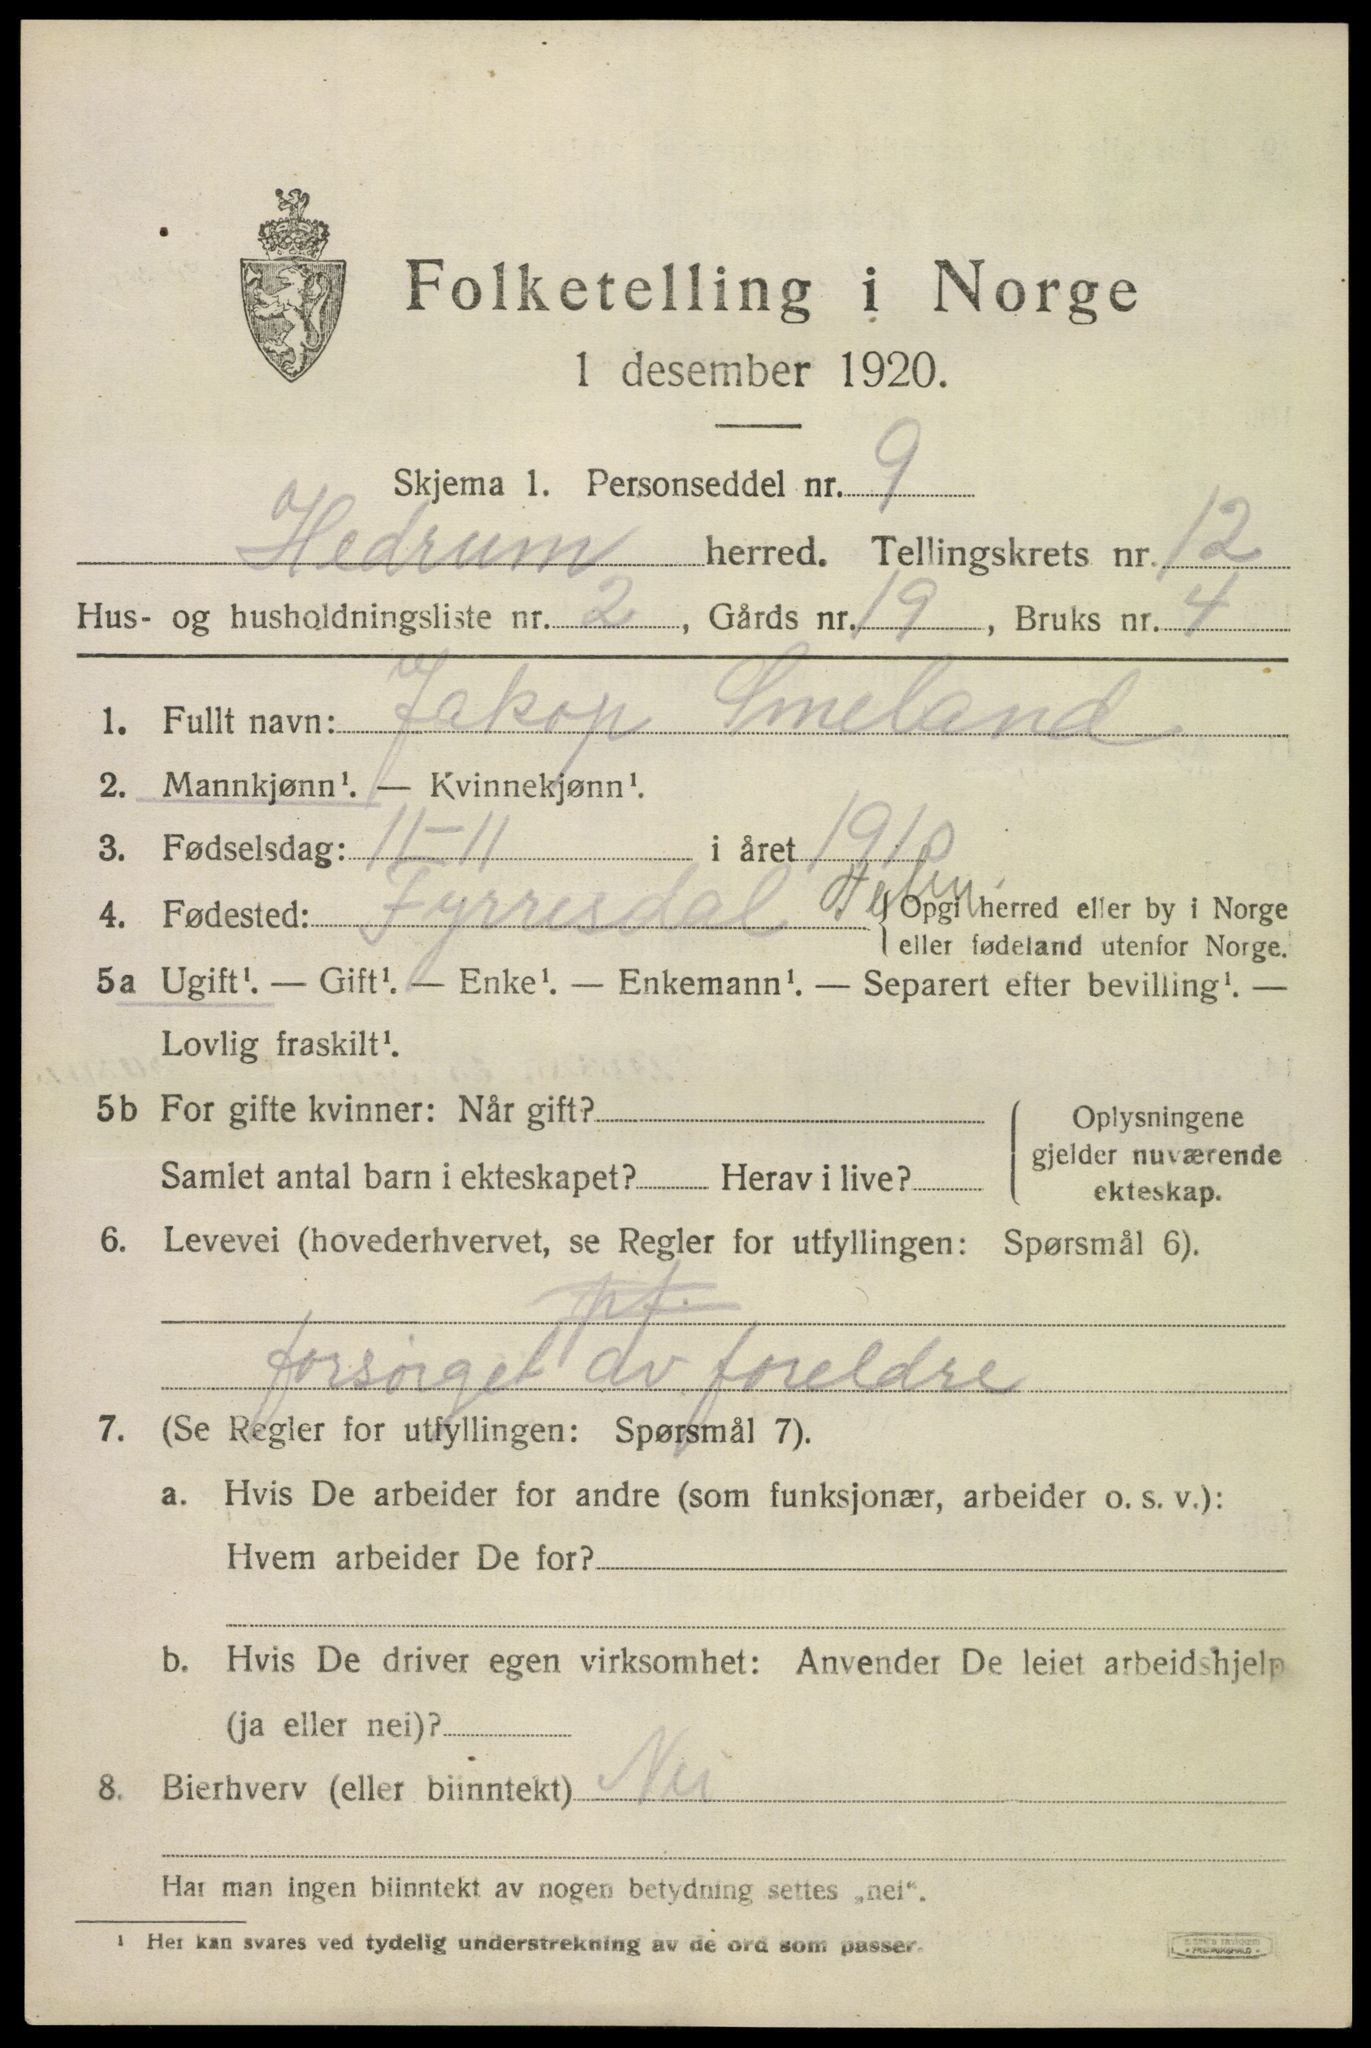 Folketelling i Norge
1 desember 1920.
Skjema 1. Personseddel nr. 9
Hedrum herred. Tellingskrets nr. 12
Hus- og husholdningsliste nr. 2, Gårds nr. 19, Bruks nr. 4
1. Fullt navn: Jakop Smeland
2. Mannkjønn¹. — Kvinnekjønn¹.
3. Fødselsdag: 11-11 i året 1910
4. Fødested: Fyrresdal Opgi herred eller by i Norge
eller fødeland utenfor Norge.
5a Ugift¹. — Gift¹. — Enke¹. — Enkemann¹. — Separert efter bevilling¹. —
Lovlig fraskilt¹.
5b For gifte kvinner: Når gift?
Samlet antal barn i ekteskapet? Herav i live?
Oplysningene
gjelder nuværende
ekteskap.
6. Levevei (hovederhvervet, se Regler for utfyllingen: Spørsmål 6).
forsørget av foreldre
7. (Se Regler for utfyllingen: Spørsmål 7).
a. Hvis De arbeider for andre (som funksjonær, arbeider o. s. v.):
Hvem arbeider De for?
b. Hvis De driver egen virksomhet: Anvender De leiet arbeidshjelp
(ja eller nei)?
8. Bierhverv (eller biinntekt) Nei
Har man ingen biinntekt av nogen betydning settes „nei“.
¹ Her kan svares ved tydelig understrekning av de ord som passer.